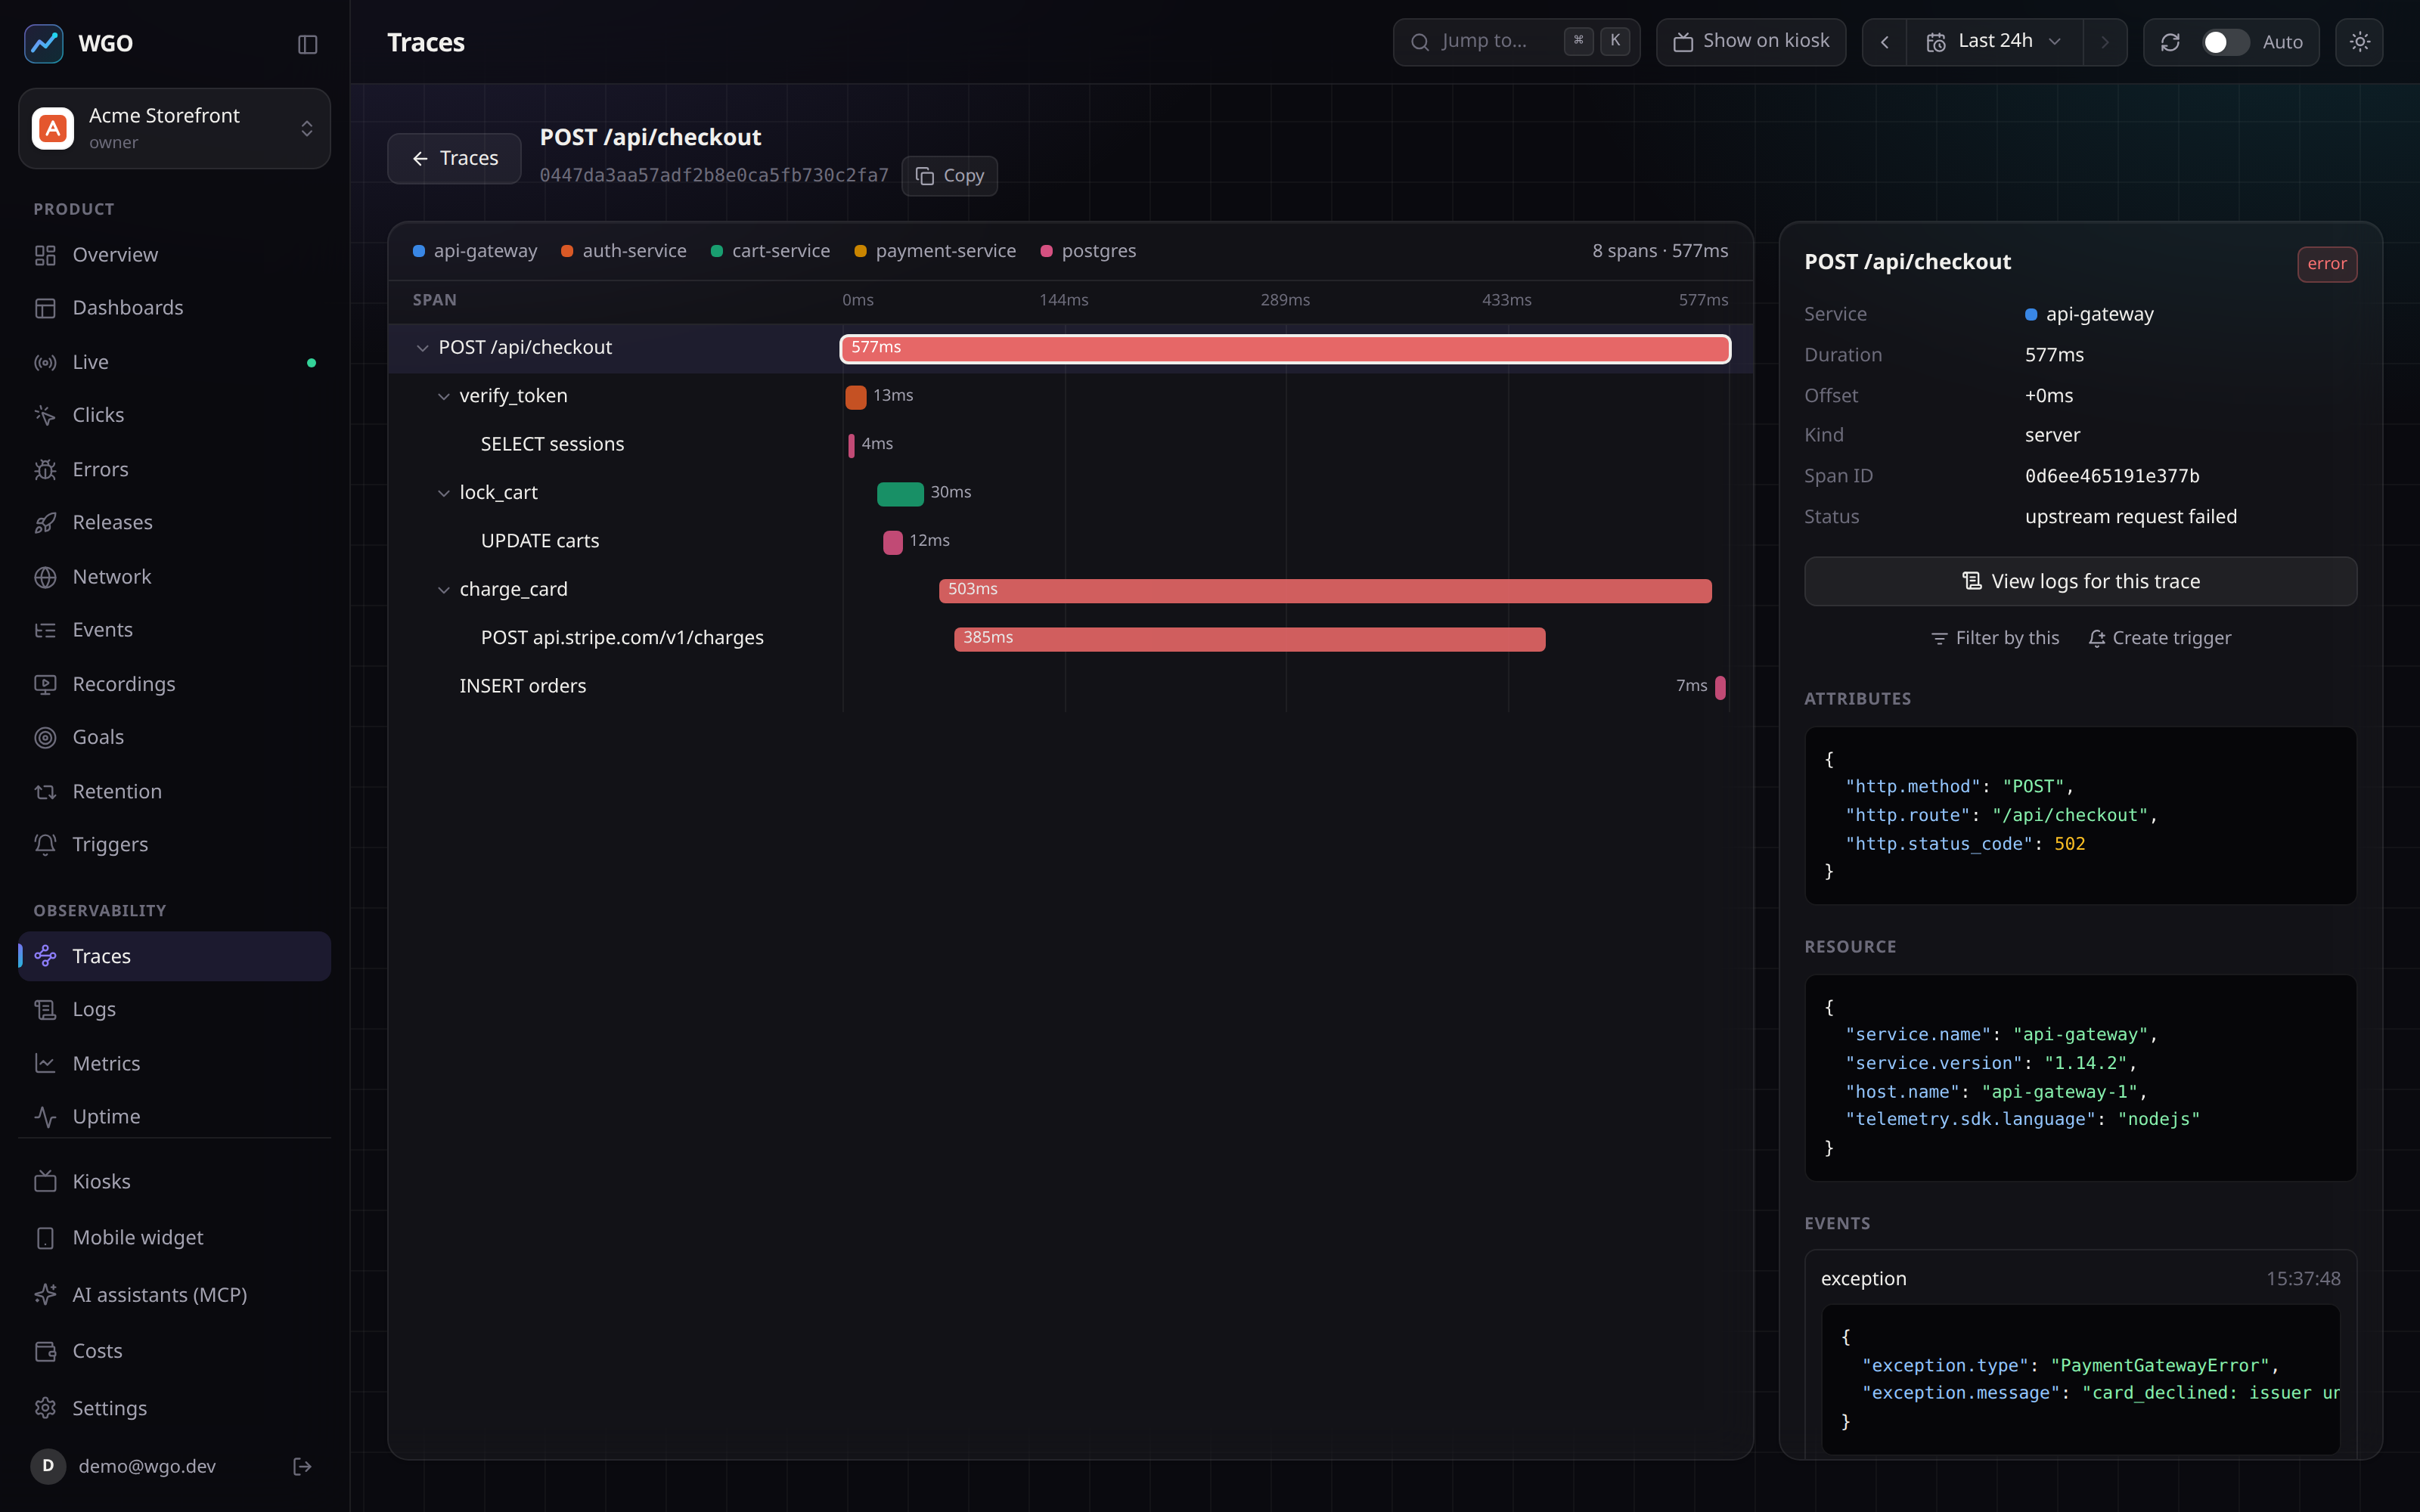 WGO
Acme Storefront
owner
PRODUCT
Overview
Dashboards
Live
Clicks
Errors
Releases
Network
Events
Recordings
Goals
Retention
Triggers
OBSERVABILITY
Traces
Logs
Metrics
Uptime
Kiosks
Mobile widget
AI assistants (MCP)
Costs
Settings
D demo@wgo.dev
Traces
Jump to... ⌘ K
Show on kiosk
Last 24h
Auto
Traces
POST /api/checkout
0447da3aa57adf2b8e0ca5fb730c2fa7 Copy
api-gateway auth-service cart-service payment-service postgres 8 spans · 577ms
SPAN 0ms 144ms 289ms 433ms 577ms
POST /api/checkout 577ms
verify_token 13ms
SELECT sessions 4ms
lock_cart 30ms
UPDATE carts 12ms
charge_card 503ms
POST api.stripe.com/v1/charges 385ms
INSERT orders 7ms
POST /api/checkout error
Service api-gateway
Duration 577ms
Offset +0ms
Kind server
Span ID 0d6ee465191e377b
Status upstream request failed
View logs for this trace
Filter by this Create trigger
ATTRIBUTES
{
"http.method": "POST",
"http.route": "/api/checkout",
"http.status_code": 502
}
RESOURCE
{
"service.name": "api-gateway",
"service.version": "1.14.2",
"host.name": "api-gateway-1",
"telemetry.sdk.language": "nodejs"
}
EVENTS
exception 15:37:48
{
"exception.type": "PaymentGatewayError",
"exception.message": "card_declined: issuer ur
}